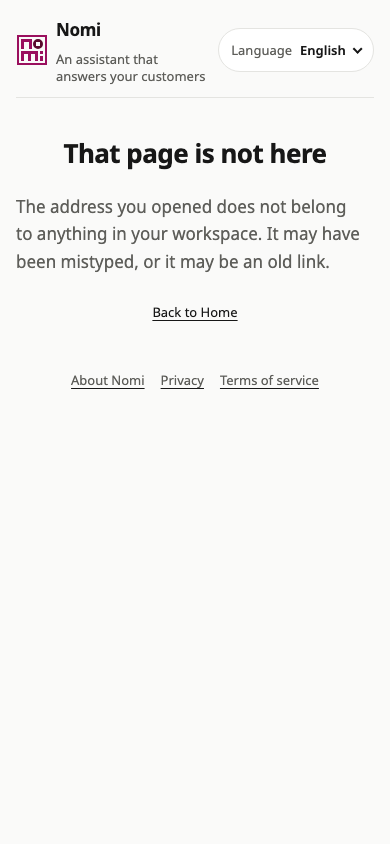 Nomi
An assistant that
answers your customers
Language English
That page is not here
The address you opened does not belong
to anything in your workspace. It may have
been mistyped, or it may be an old link.
Back to Home
About Nomi Privacy Terms of service